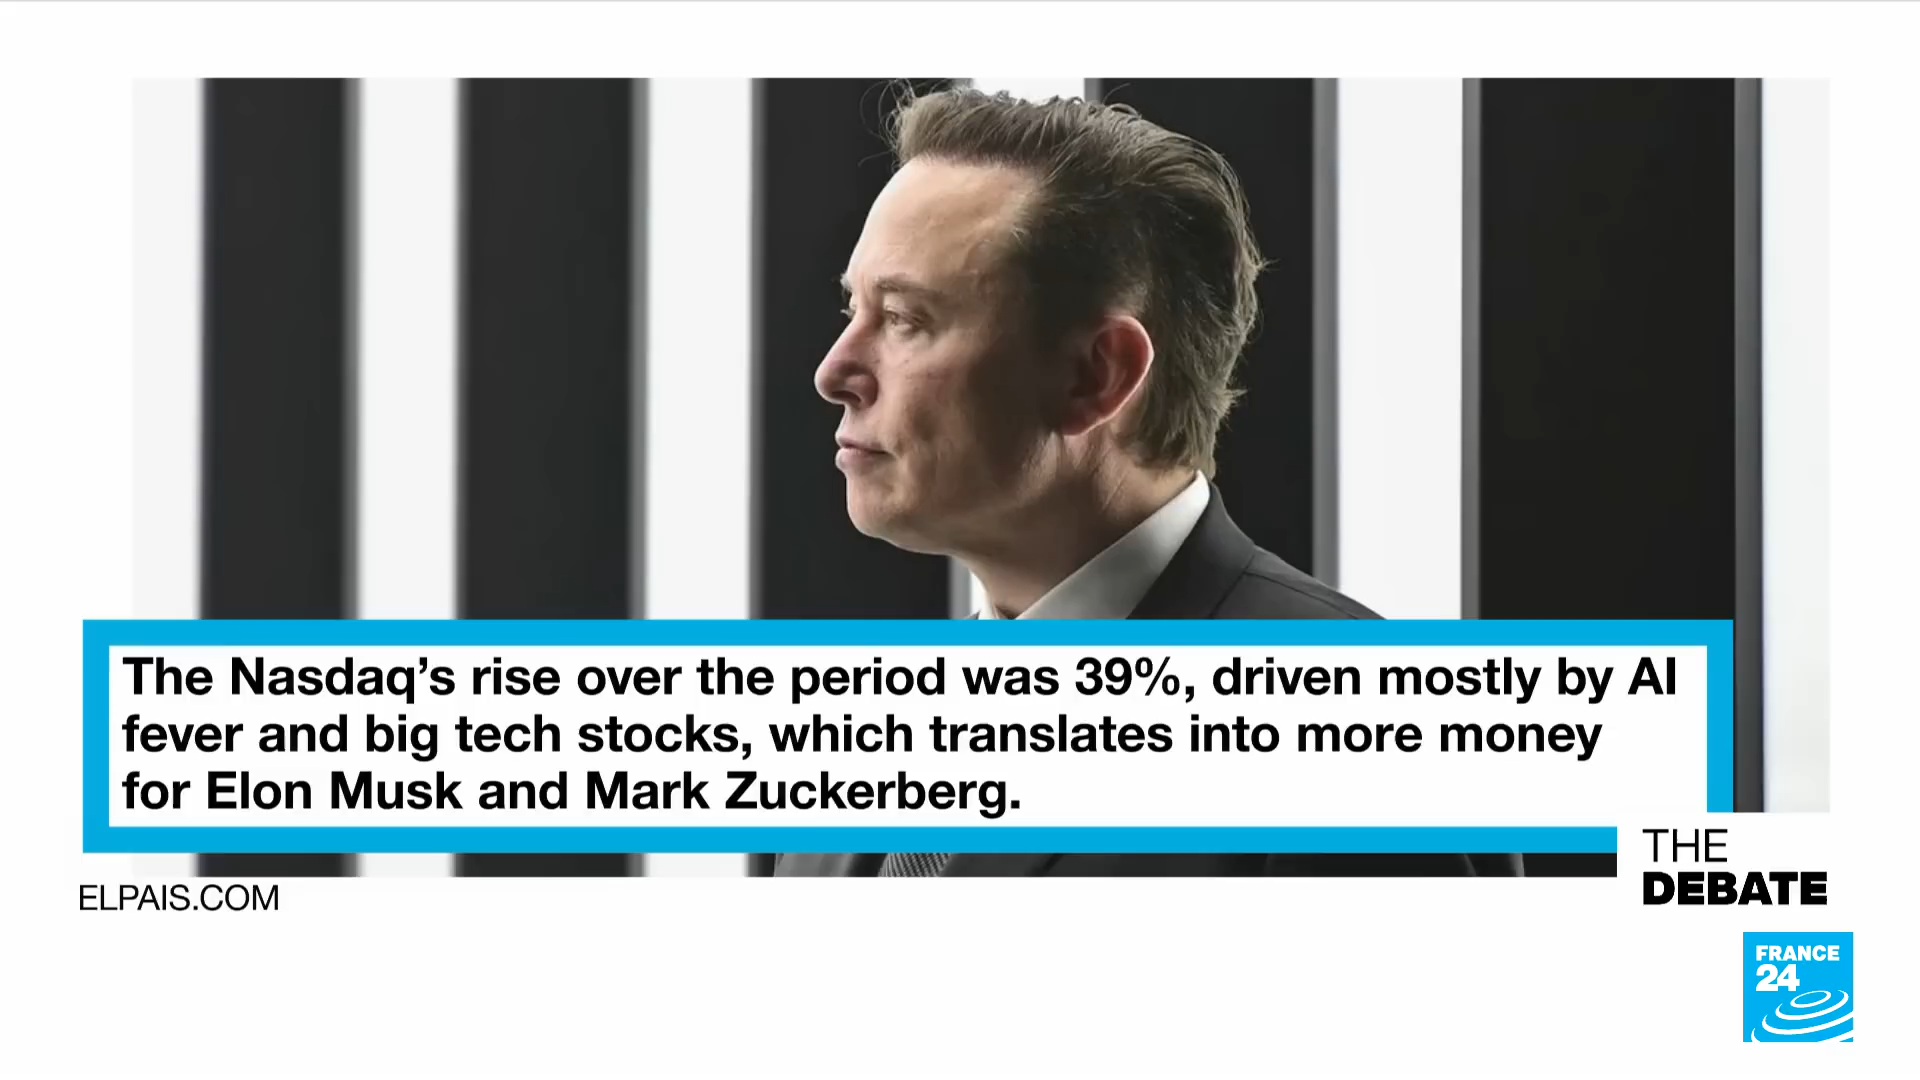 The Nasdaq’s rise over the period was 39%, driven mostly by AI
fever and big tech stocks, which translates into more money
for Elon Musk and Mark Zuckerberg.
THE
DEBATE
ELPAIS.COM
FRANCE
24